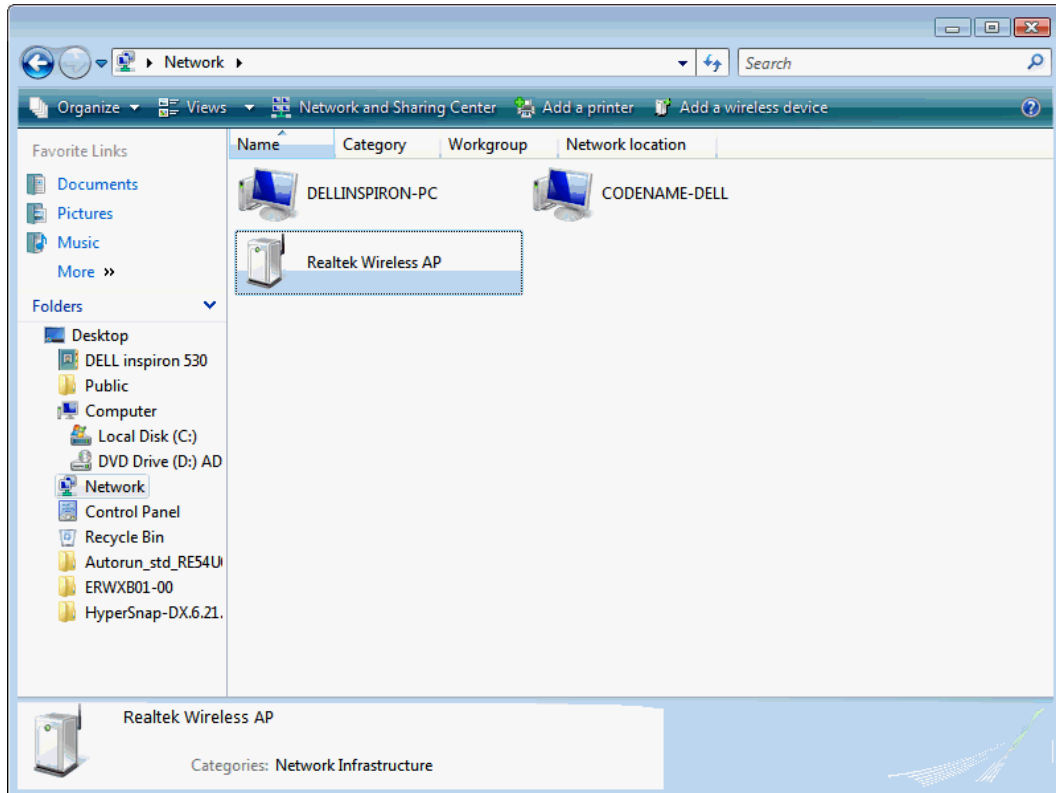 Network
Search
Organize Views Network and Sharing Center Add a printer Add a wireless device
Favorite Links
Documents
Pictures
Music
More »
Folders
Desktop
DELL inspiron 530
Public
Computer
Local Disk (C:)
DVD Drive (D:) AD
Network
Control Panel
Recycle Bin
Autorun_std_RE54U
ERWXB01-00
HyperSnap-DX.6.21.
Name Category Workgroup Network location
DELLINSPIRON-PC CODENAME-DELL
Realtek Wireless AP
Realtek Wireless AP
Categories: Network Infrastructure